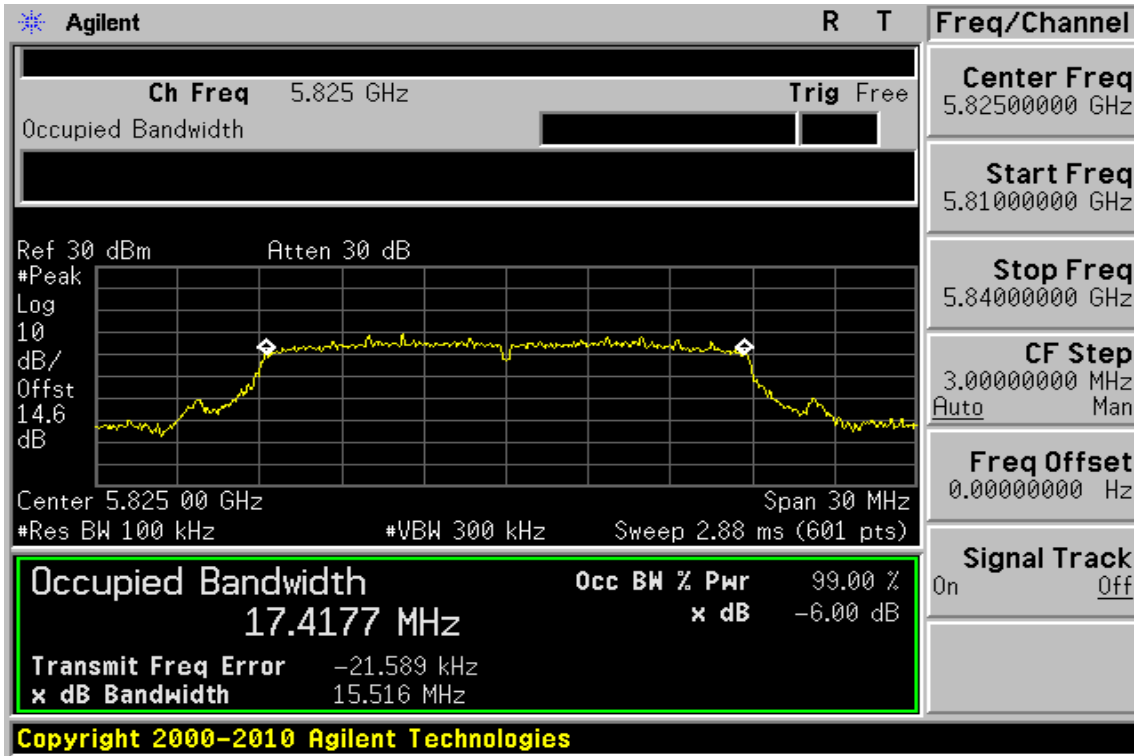 Agilent R T
Ch Freq 5.825 GHz Trig Free
Occupied Bandwidth
Ref 30 dBm Atten 30 dB
#Peak
Log
10
dB/
Offst
14.6
dB
Center 5.825 00 GHz Span 30 MHz
#Res BW 100 kHz #VBW 300 kHz Sweep 2.88 ms (601 pts)
Occupied Bandwidth Occ BW % Pwr 99.00 %
17.4177 MHz x dB -6.00 dB
Transmit Freq Error -21.589 kHz
x dB Bandwidth 15.516 MHz
Copyright 2000-2010 Agilent Technologies
Freq/Channel
Center Freq
5.82500000 GHz
Start Freq
5.81000000 GHz
Stop Freq
5.84000000 GHz
CF Step
3.00000000 MHz
Auto Man
Freq Offset
0.00000000 Hz
Signal Track
On Off